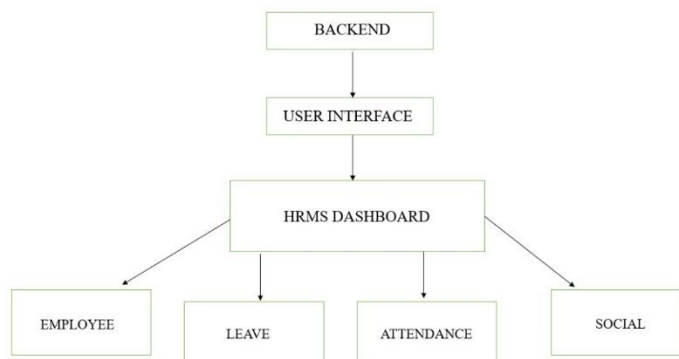 BACKEND
USER INTERFACE
HRMS DASHBOARD
EMPLOYEE
LEAVE
ATTENDANCE
SOCIAL